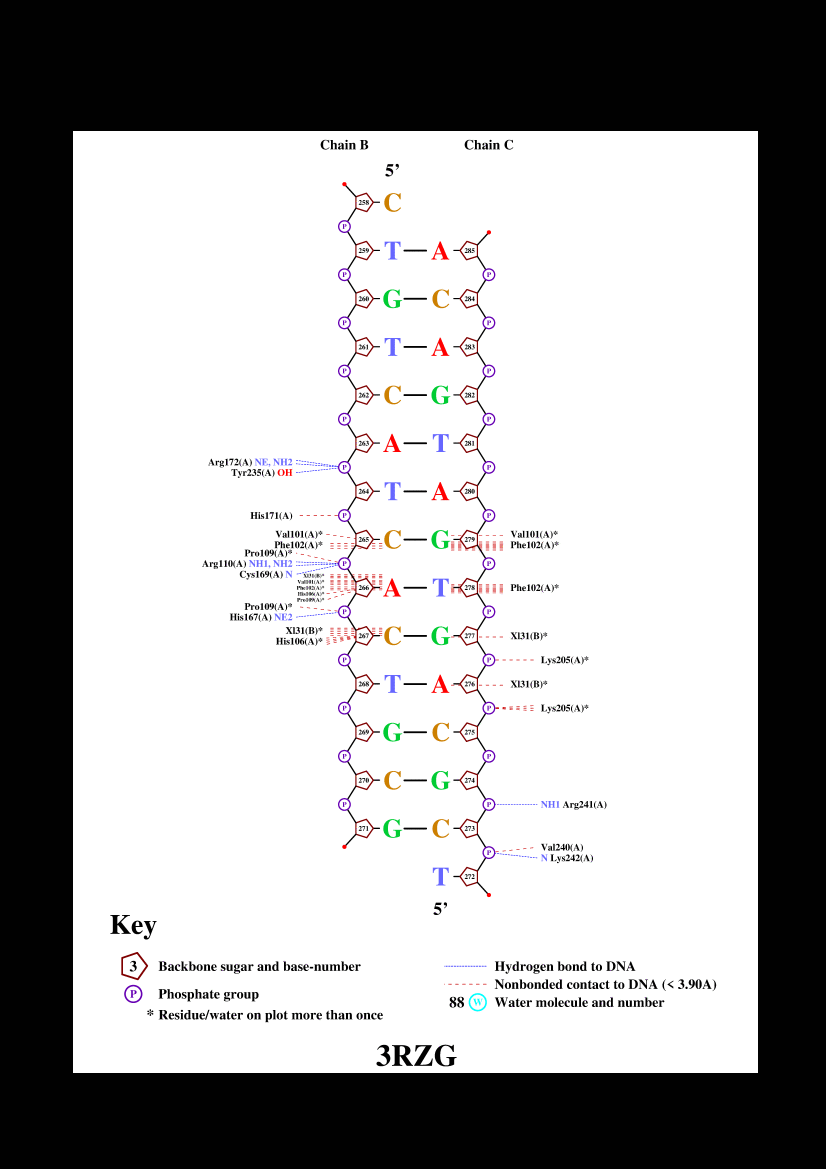 Chain B Chain C
5’
258 C
P
259 T A 285
P P
260 G C 284
P P
261 T A 283
P P
262 C G 282
P P
263 A T 281
Arg172(A) NE, NH2 P P
Tyr235(A) OH
264 T A 280
His171(A) P P
Val101(A)* Val101(A)*
265 C G 279
Phe102(A)* Phe102(A)*
Pro109(A)*
Arg110(A) NH1, NH2 P P
Cys169(A) N
Xl31(B)*
Val101(A)*
Phe102(A)* 266 A T 278 Phe102(A)*
His106(A)*
Pro109(A)*
Pro109(A)* P P
His167(A) NE2
Xl31(B)* 267 C G 277 Xl31(B)*
His106(A)*
P P Lys205(A)*
268 T A 276 Xl31(B)*
P P Lys205(A)*
269 G C 275
P P
270 C G 274
P P NH1 Arg241(A)
271 G C 273
Val240(A)
P
N Lys242(A)
T 272
5’
Key
3 Backbone sugar and base-number
P Phosphate group
* Residue/water on plot more than once
Hydrogen bond to DNA
Nonbonded contact to DNA (< 3.90A)
88 W Water molecule and number
3RZG